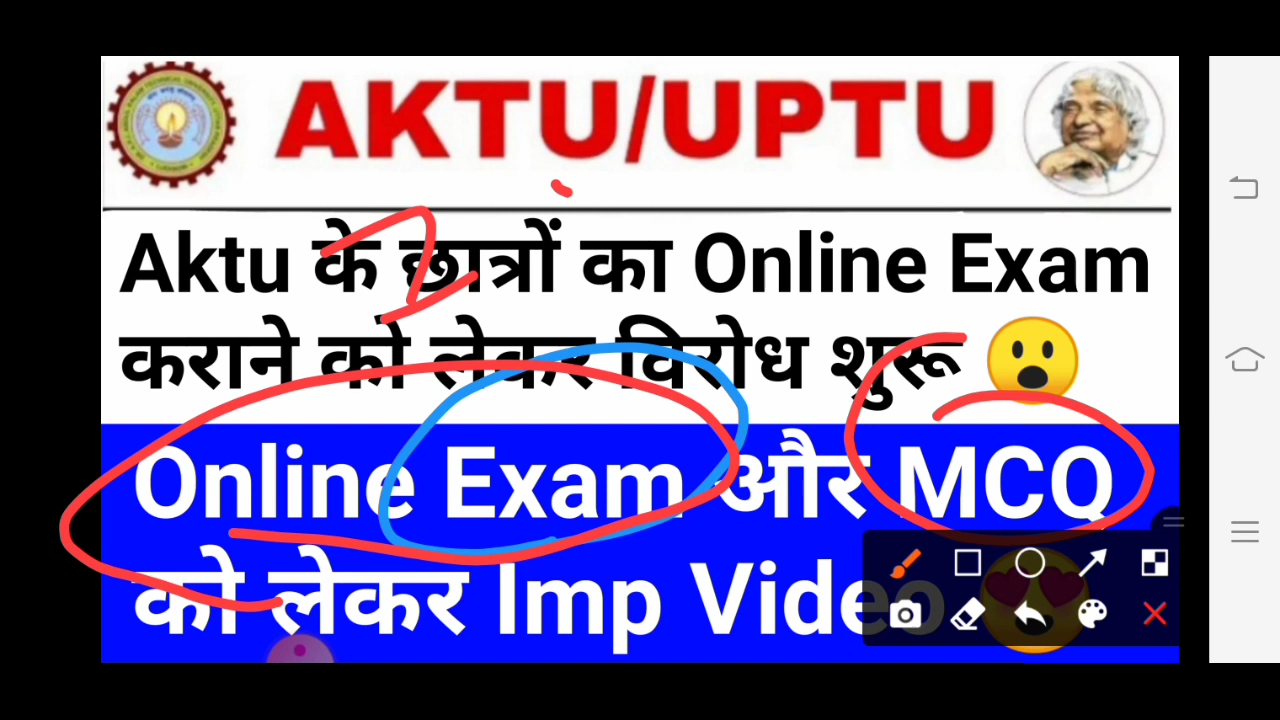 AKTU/UPTU
Aktu के छात्रों का Online Exam
कराने को लेकर विरोध शुरू
Online Exam और MCQ
को लेकर Imp Video